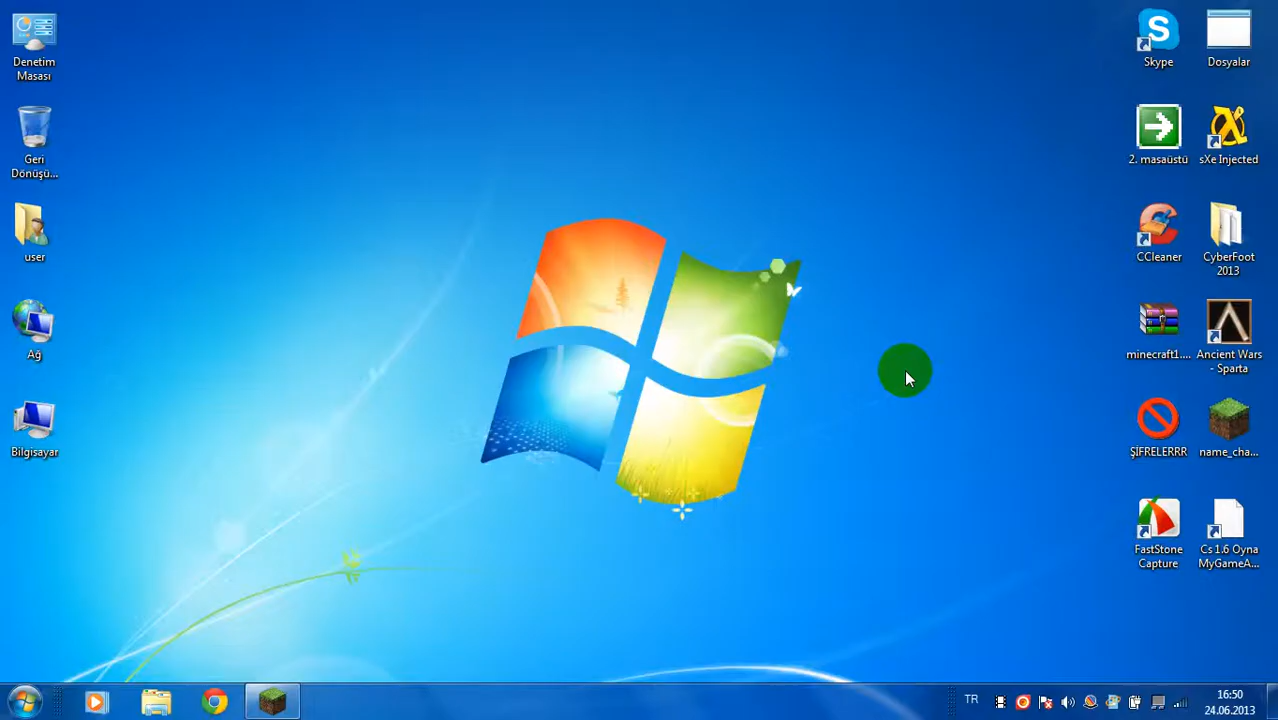 Denetim
Masası
Geri
Dönüşü...
user
Ağ
Bilgisayar
Skype
Dosyalar
2. masaüstü
sXe Injected
CCleaner
CyberFoot
2013
minecraft1....
Ancient Wars
- Sparta
ŞİFRELERRR
name_cha...
FastStone
Capture
Cs 1.6 Oyna
MyGameA...
TR
16:50
24.06.2013